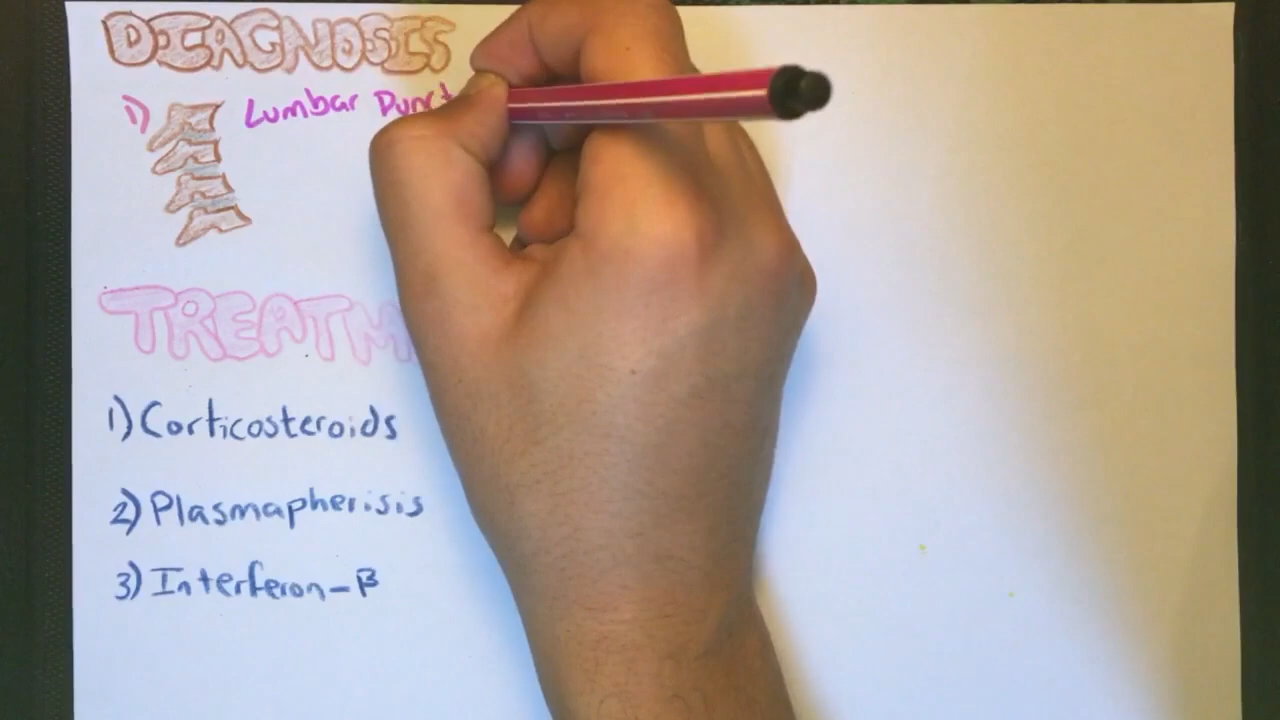 DIAGNOSIS
1) Lumbar Punct
TREATM
1) Corticosteroids
2) Plasmapherisis
3) Interferon-β